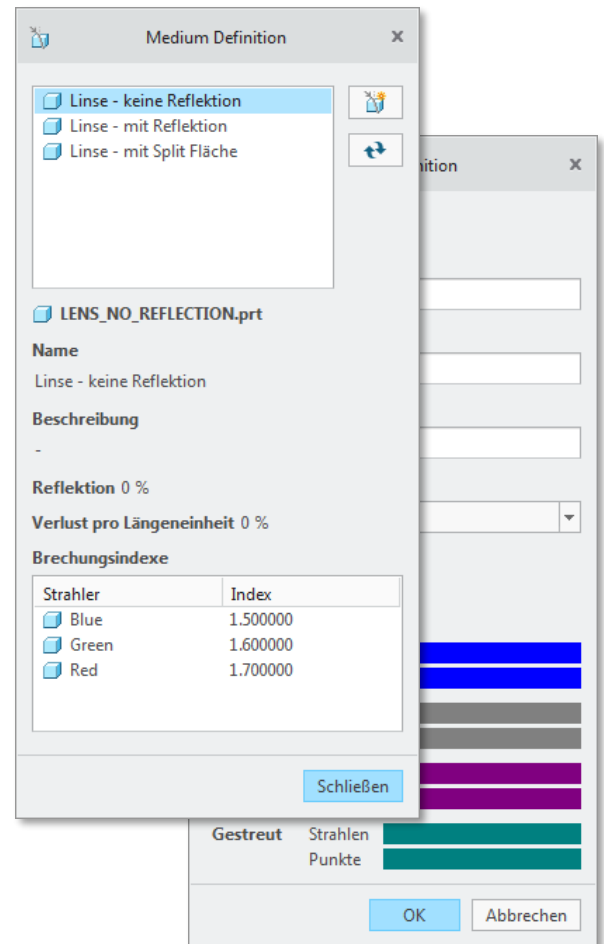 Medium Definition
Linse - keine Reflektion
Linse - mit Reflektion
Linse - mit Split Fläche
LENS_NO_REFLECTION.prt
Name
Linse - keine Reflektion
Beschreibung
-
Reflektion 0 %
Verlust pro Längeneinheit 0 %
Brechungsindexe
Strahler Index
Blue 1.500000
Green 1.600000
Red 1.700000
Schließen
nition
Gestreut Strahlen
Punkte
OK Abbrechen